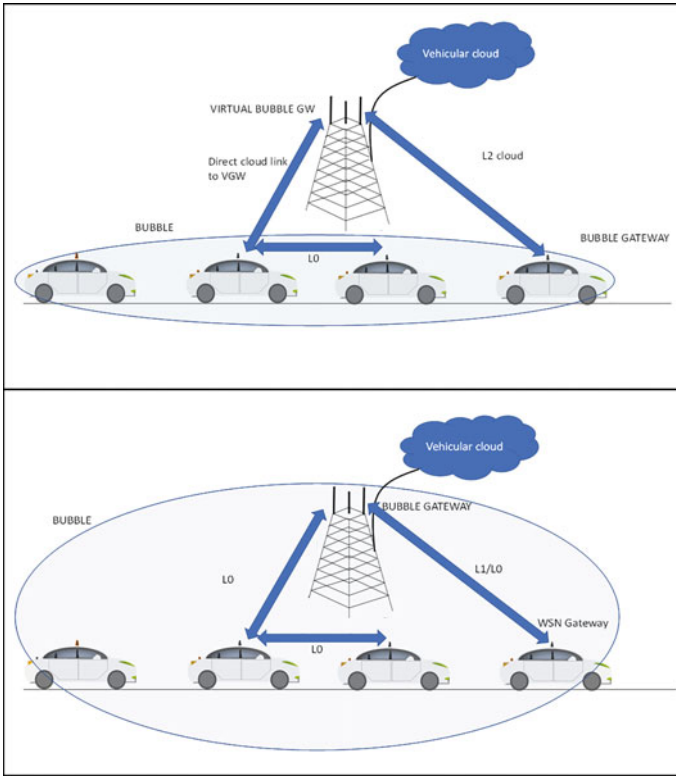 Vehicular cloud
VIRTUAL BUBBLE GW
Direct cloud link
to VGW
L2 cloud
BUBBLE
BUBBLE GATEWAY
L0
Vehicular cloud
BUBBLE GATEWAY
BUBBLE
L0
L1/L0
WSN Gateway
L0